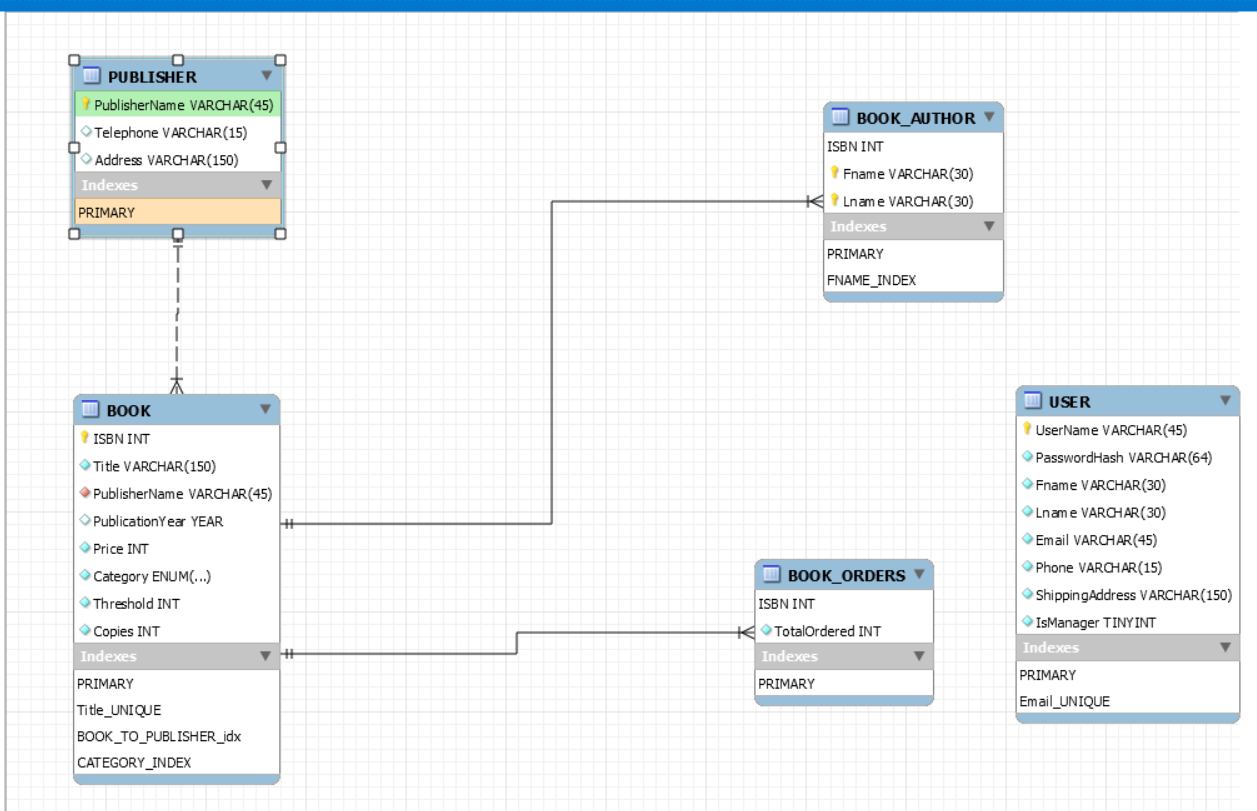 PUBLISHER
PublisherName VARCHAR(45)
Telephone VARCHAR(15)
Address VARCHAR(150)
Indexes
PRIMARY
BOOK_AUTHOR
ISBN INT
Fname VARCHAR(30)
Lname VARCHAR(30)
Indexes
PRIMARY
FNAME_INDEX
BOOK
ISBN INT
Title VARCHAR(150)
PublisherName VARCHAR(45)
PublicationYear YEAR
Price INT
Category ENUM(...)
Threshold INT
Copies INT
Indexes
PRIMARY
Title_UNIQUE
BOOK_TO_PUBLISHER_idx
CATEGORY_INDEX
BOOK_ORDERS
ISBN INT
TotalOrdered INT
Indexes
PRIMARY
USER
UserName VARCHAR(45)
PasswordHash VARCHAR(64)
Fname VARCHAR(30)
Lname VARCHAR(30)
Email VARCHAR(45)
Phone VARCHAR(15)
ShippingAddress VARCHAR(150)
IsManager TINYINT
Indexes
PRIMARY
Email_UNIQUE